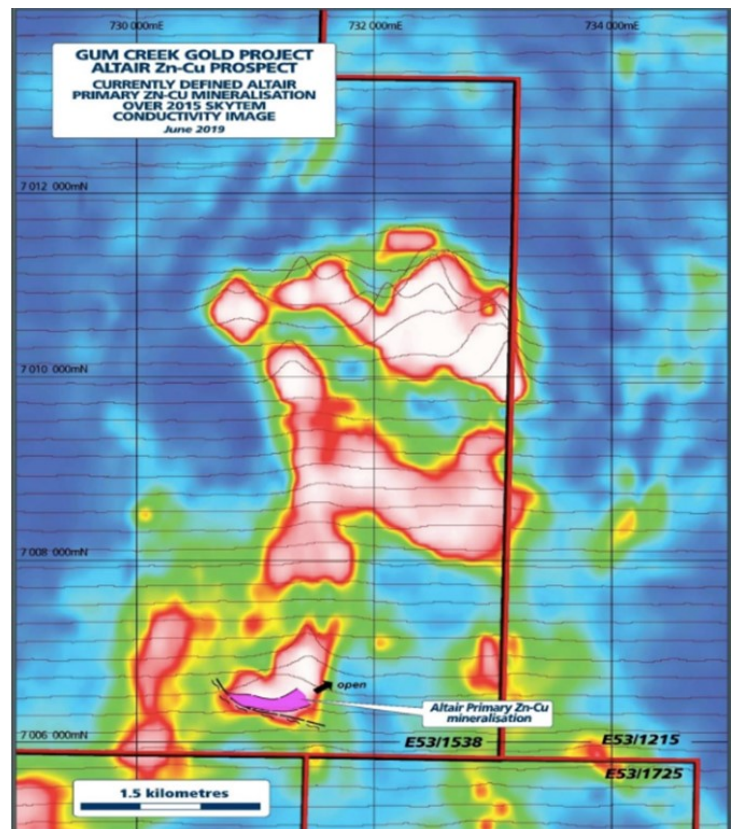 730 000mE
732 000mE
734 000mE
GUM CREEK GOLD PROJECT
ALTAIR Zn-Cu PROSPECT
CURRENTLY DEFINED ALTAIR
PRIMARY ZN-CU MINERALISATION
OVER 2015 SKYTEM
CONDUCTIVITY IMAGE
June 2019
7 012 000mN
7 010 000mN
7 008 000mN
open
Altair Primary Zn-Cu
mineralisation
7 006 000mN
E53/1538
E53/1215
E53/1725
1.5 kilometres